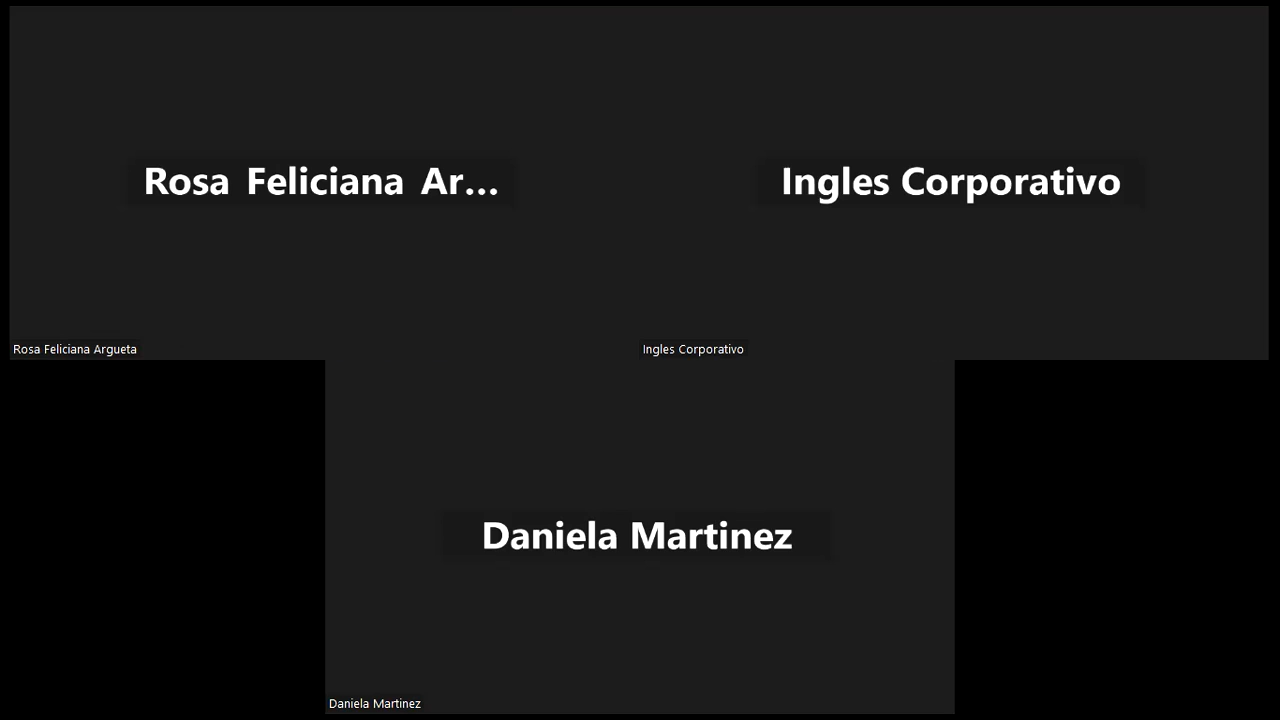 Rosa Feliciana Ar...
Ingles Corporativo
Rosa Feliciana Argueta
Ingles Corporativo
Daniela Martinez
Daniela Martinez